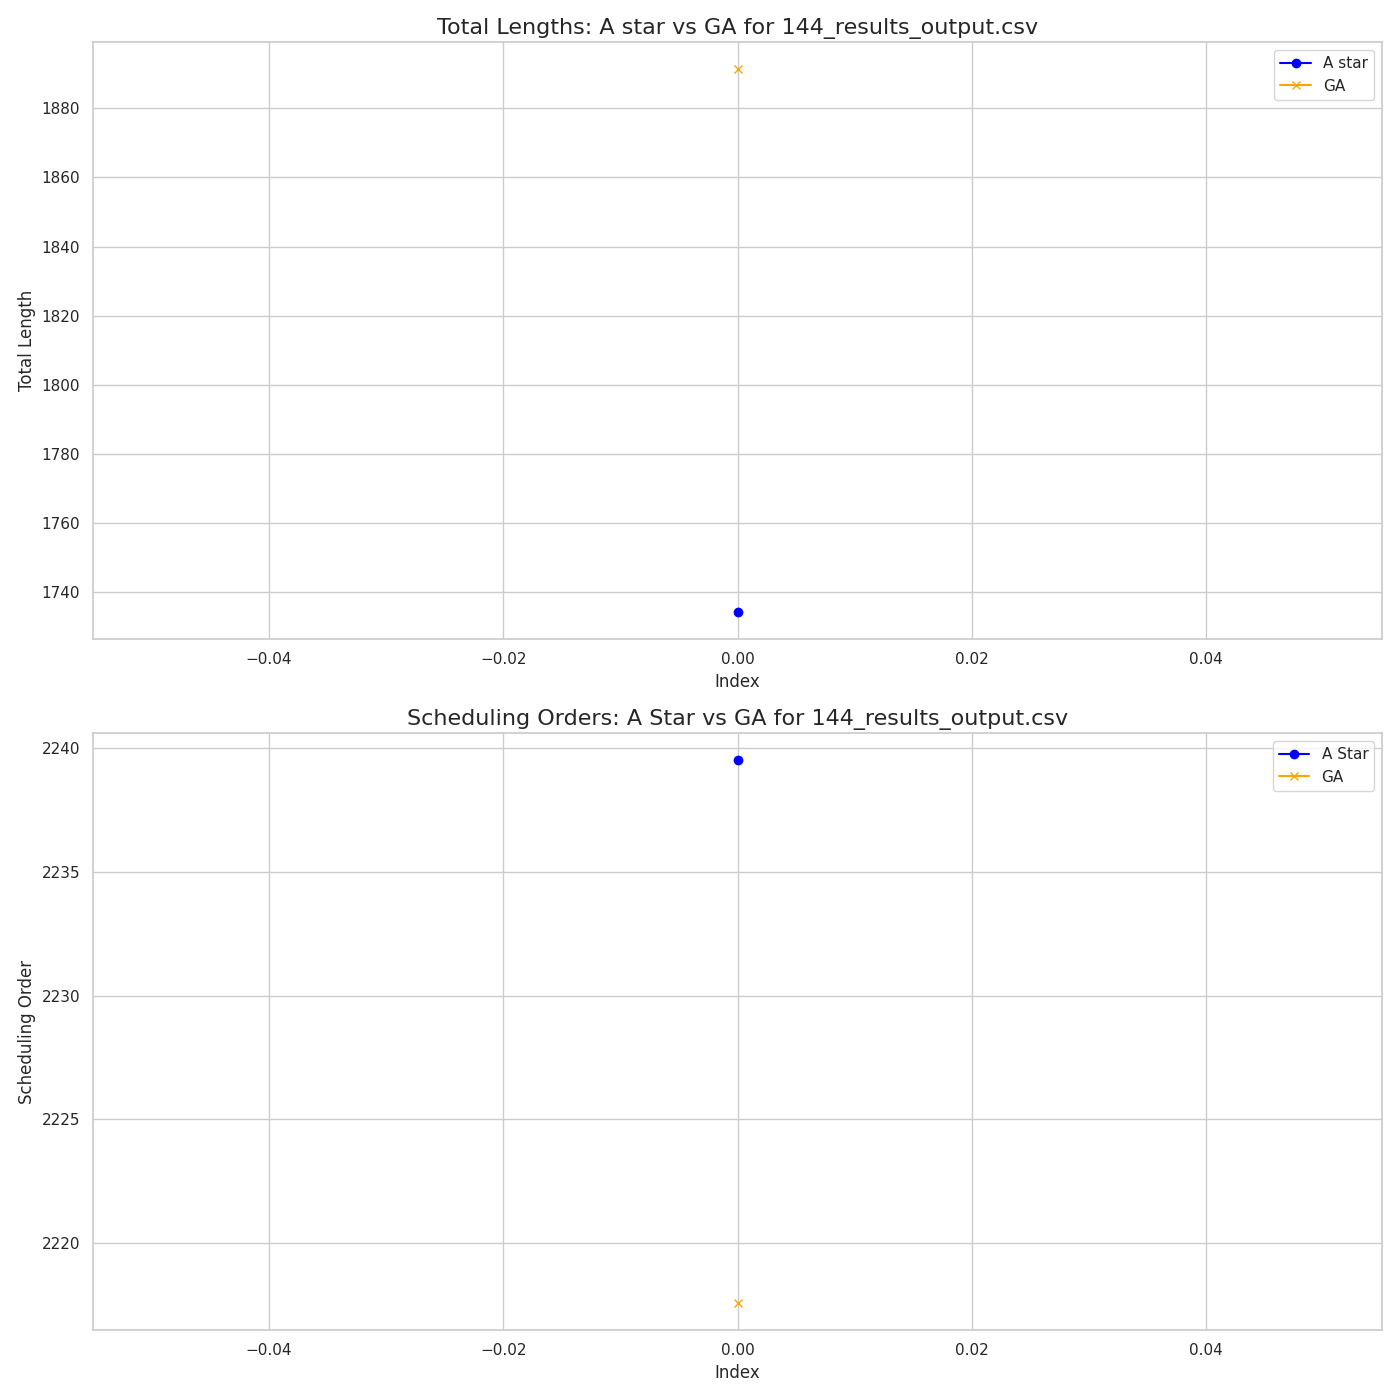 Total Lengths: A star vs GA for 144_results_output.csv
A star
GA
1880
1860
1840
1820
1800
1780
1760
1740
Total Length
−0.04
−0.02
0.00
0.02
0.04
Index
Scheduling Orders: A Star vs GA for 144_results_output.csv
A Star
GA
2240
2235
2230
2225
2220
Scheduling Order
−0.04
−0.02
0.00
0.02
0.04
Index